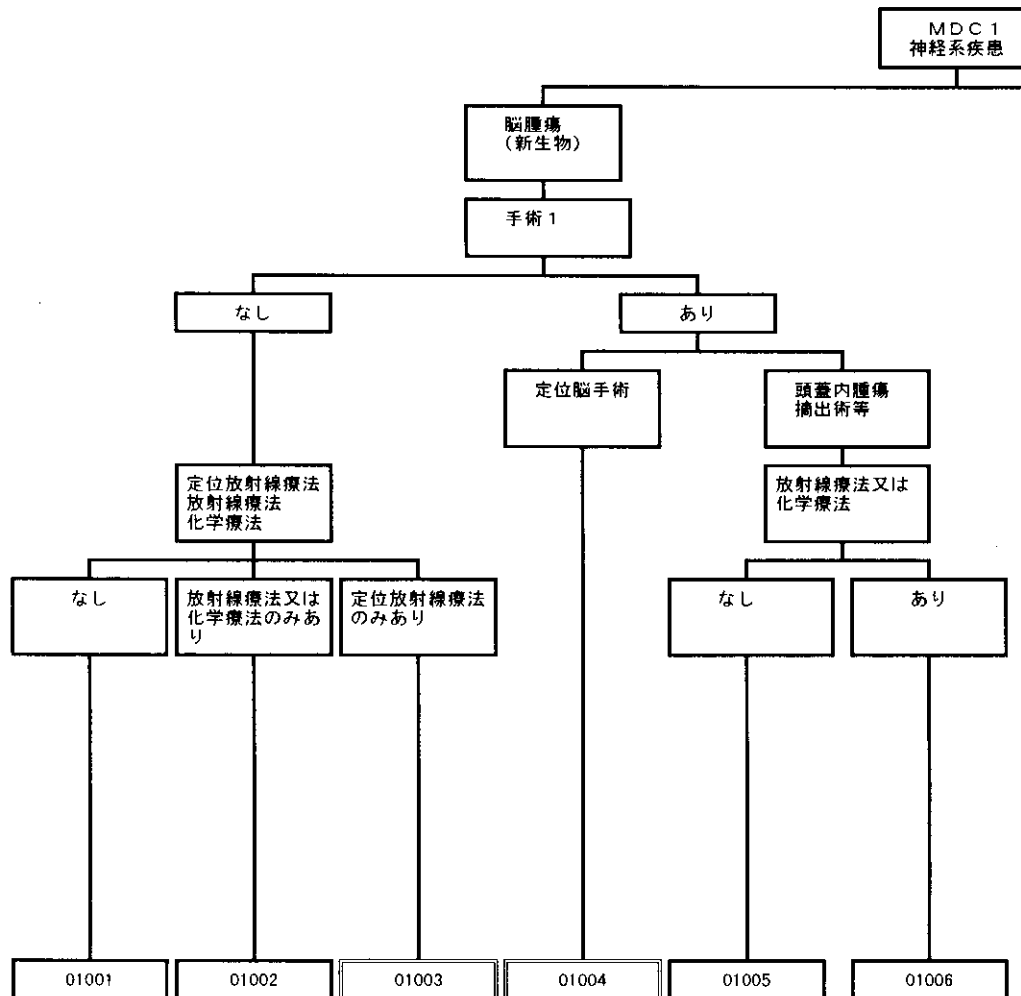 MDC1
神経系疾患
脳腫瘍
(新生物)
手術1
なし
あり
定位脳手術
頭蓋内腫瘍
摘出術等
定位放射線療法
放射線療法
化学療法
放射線療法又は
化学療法
なし
放射線療法又は
化学療法のみあ
り
定位放射線療法
のみあり
なし
あり
01001
01002
01003
01004
01005
01006